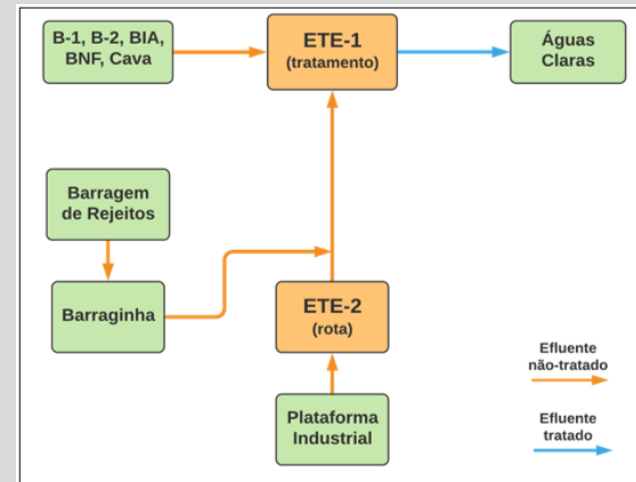 B-1, B-2, BIA,
BNF, Cava
ETE-1
(tratamento)
Águas
Claras
Barragem
de Rejeitos
Barraginha
ETE-2
(rota)
Plataforma
Industrial
Efluente
não-tratado
Efluente
tratado